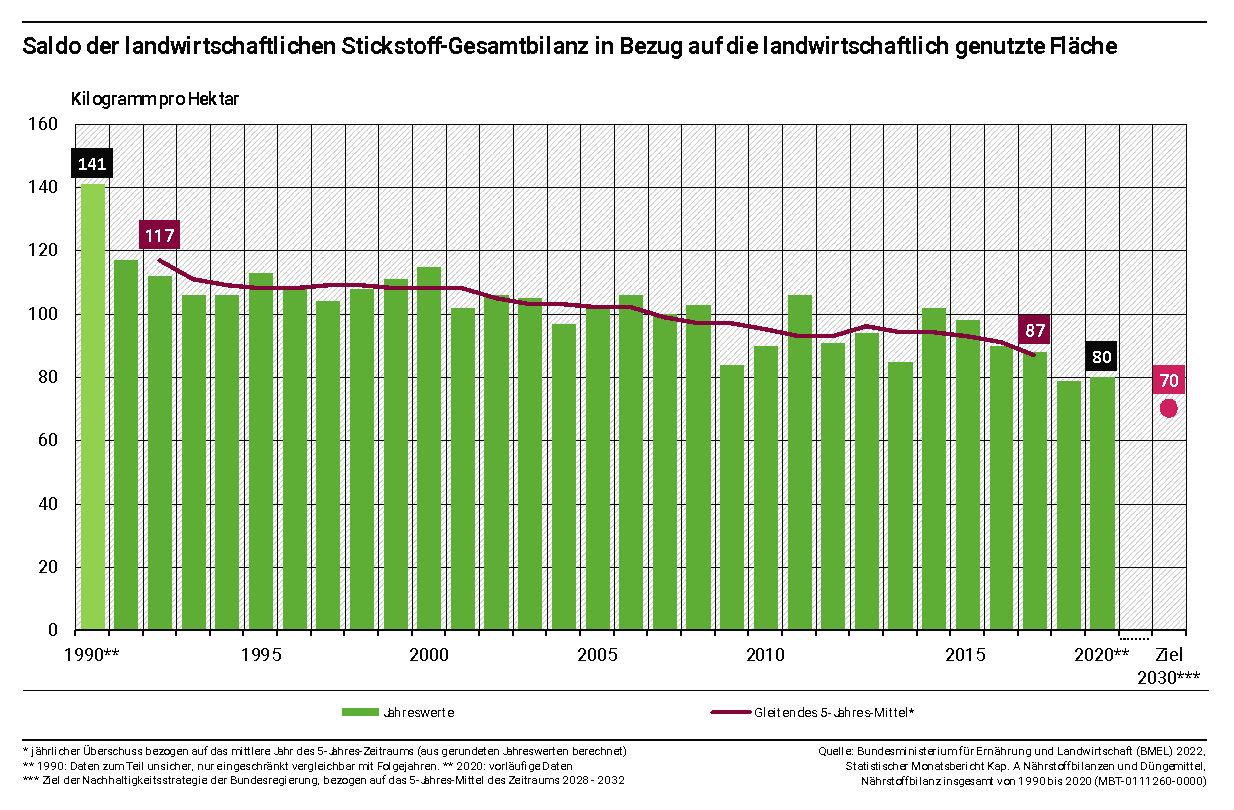 Saldo der landwirtschaftlichen Stickstoff-Gesamtbilanz in Bezug auf die landwirtschaftlich genutzte Fläche
Kilogramm pro Hektar
160
140
120
100
80
60
40
20
0
141
117
87
80
70
1990**
1995
2000
2005
2010
2015
2020**
Ziel
2030***
Jahreswerte
Gleitendes 5-Jahres-Mittel*
* jährlicher Überschuss bezogen auf das mittlere Jahr des 5-Jahres-Zeitraums (aus gerundeten Jahreswerten berechnet)
** 1990: Daten zum Teil unsicher, nur eingeschränkt vergleichbar mit Folgejahren. ** 2020: vorläufige Daten
*** Ziel der Nachhaltigkeitsstrategie der Bundesregierung, bezogen auf das 5-Jahres-Mittel des Zeitraums 2028 - 2032
Quelle: Bundesministerium für Ernährung und Landwirtschaft (BMEL) 2022,
Statistischer Monatsbericht Kap. A Nährstoffbilanzen und Düngemittel,
Nährstoffbilanz insgesamt von 1990 bis 2020 (MBT-0111260-0000)